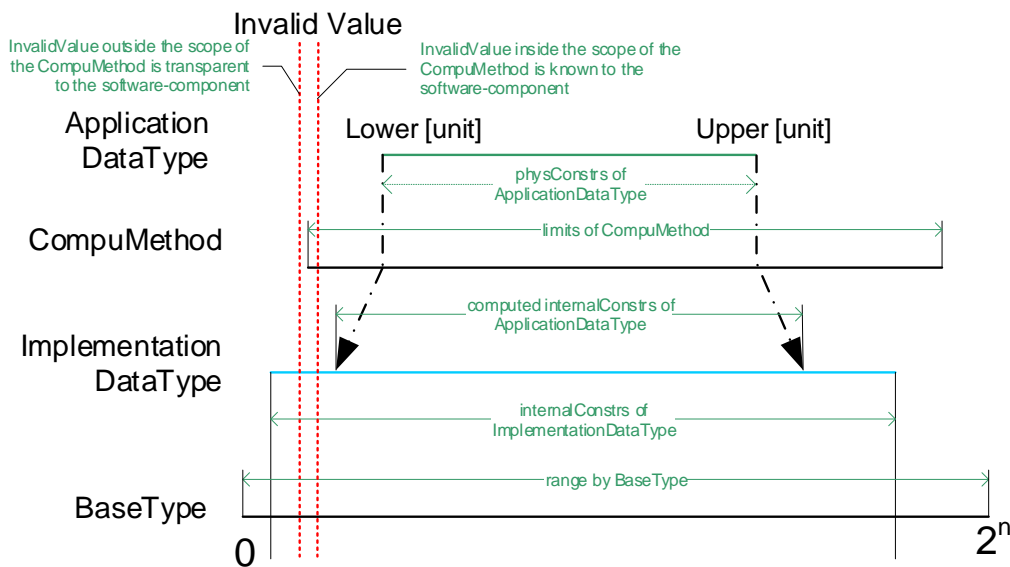 Invalid Value
InvalidValue outside the scope of
the CompuMethod is transparent
to the software-component
InvalidValue inside the scope of the
CompuMethod is known to the
software-component
Application
DataType
Lower [unit]
Upper [unit]
physConstrs of
ApplicationDataType
CompuMethod
limits of CompuMethod
computed internalConstrs of
ApplicationDataType
Implementation
DataType
internalConstrs of
ImplementationDataType
range by BaseType
BaseType
0
2ⁿ